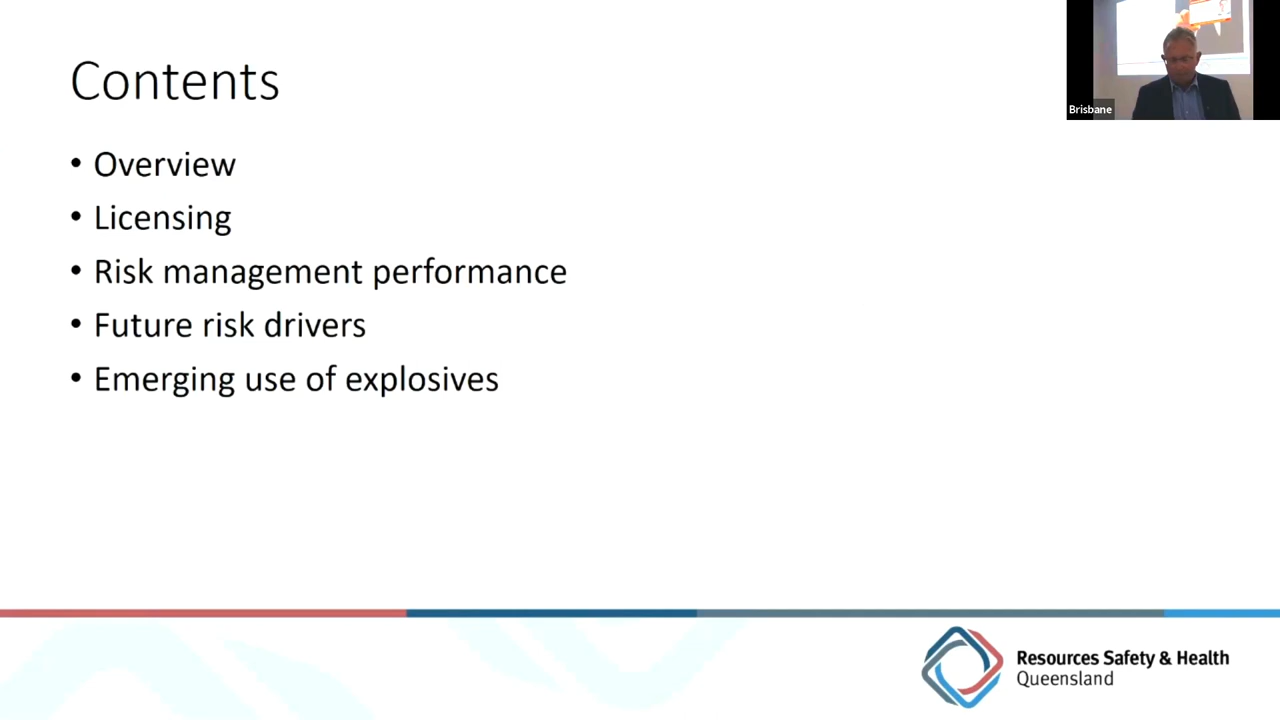 Contents
• Overview
• Licensing
• Risk management performance
• Future risk drivers
• Emerging use of explosives
Brisbane
Resources Safety & Health
Queensland